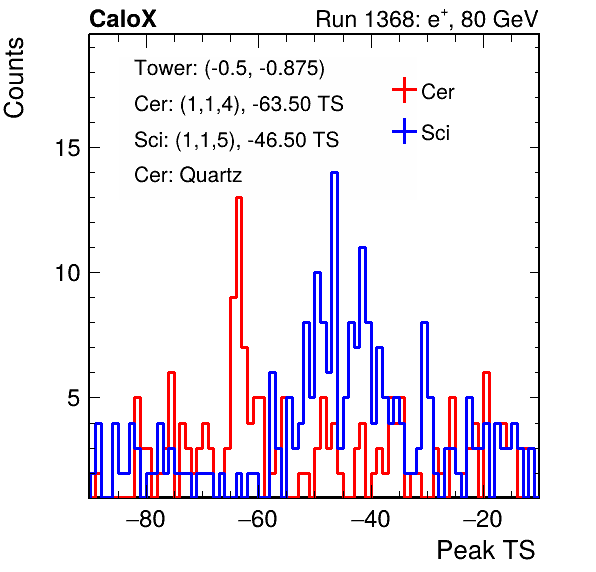 CaloX Run 1368: e⁺, 80 GeV
Counts
Tower: (-0.5, -0.875)
Cer: (1,1,4), -63.50 TS
Sci: (1,1,5), -46.50 TS
Cer: Quartz
Cer
Sci
15
10
5
−80 −60 −40 −20
Peak TS